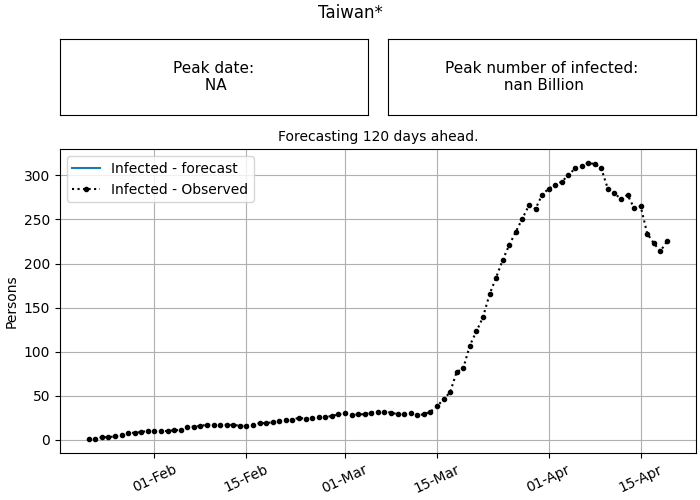 Taiwan*
Peak date:
NA
Peak number of infected:
nan Billion
Forecasting 120 days ahead.
Infected - forecast
Infected - Observed
Persons
300
250
200
150
100
50
0
01-Feb
15-Feb
01-Mar
15-Mar
01-Apr
15-Apr